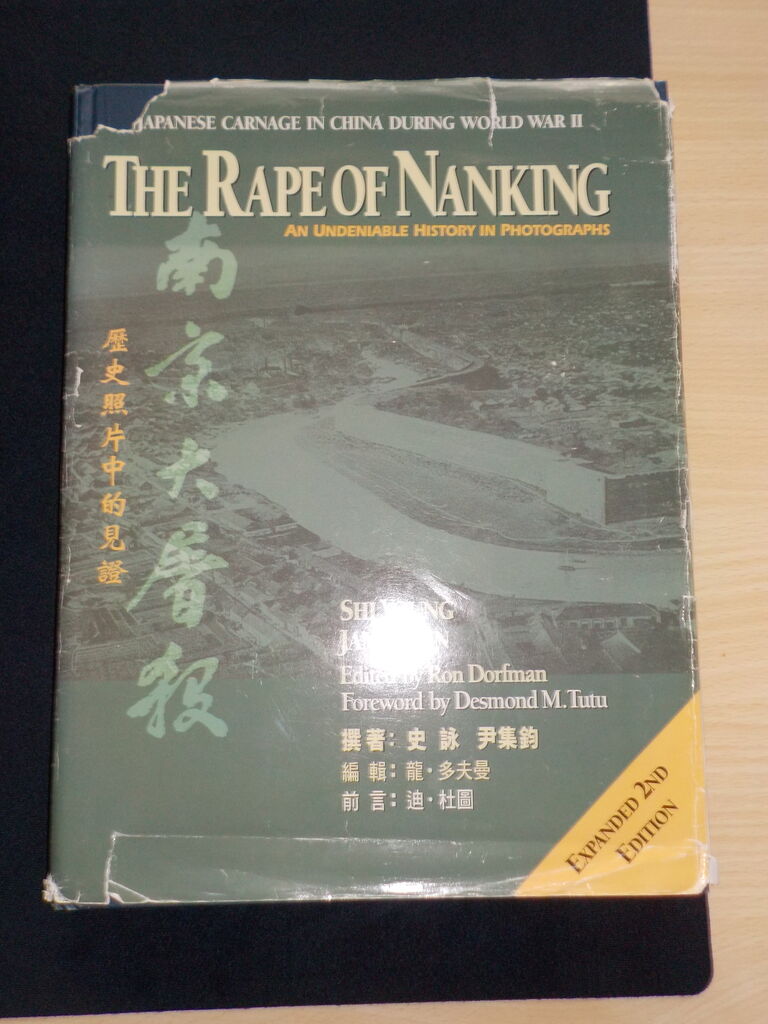 JAPANESE CARNAGE IN CHINA DURING WORLD WAR II
THE RAPE OF NANKING
AN UNDENIABLE HISTORY IN PHOTOGRAPHS
南京大屠殺
歷史照片中的見證
SHI
Edited by Ron Dorfman
Foreword by Desmond M. Tutu
撰著: 史詠 尹集鈞
編輯: 龍·多夫曼
前言: 迪·杜圖
EXPANDED 2ND
EDITION